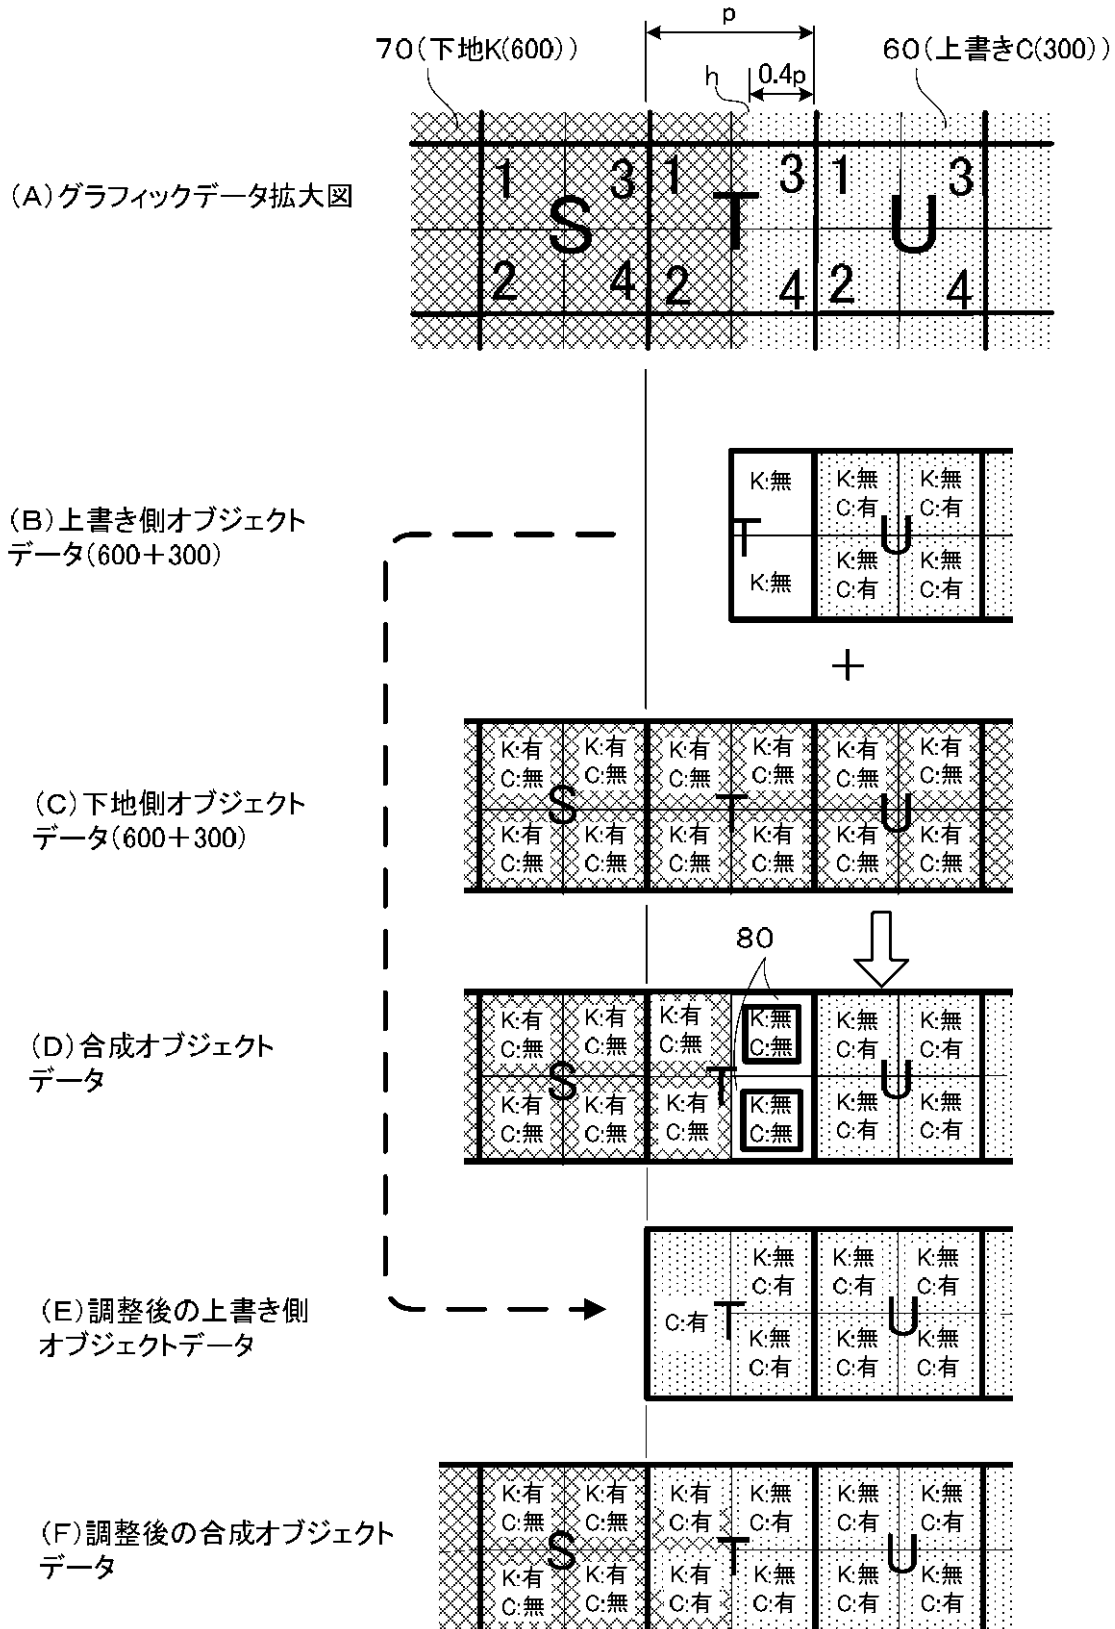 p
70(下地K(600))
60(上書きC(300))
h
0.4p
(A)グラフィックデータ拡大図
1 3 1 3 1 3
S T U
2 4 2 4 2 4
(B)上書き側オブジェクト
データ(600+300)
K:無 K:無 K:無
C:有 C:有
T U
K:無 K:無 K:無
C:有 C:有
+
(C)下地側オブジェクト
データ(600+300)
K:有 K:有 K:有 K:有 K:有 K:有
C:無 C:無 C:無 C:無 C:無 C:無
S T U
K:有 K:有 K:有 K:有 K:有 K:有
C:無 C:無 C:無 C:無 C:無 C:無
80
(D)合成オブジェクト
データ
K:有 K:有 K:有 K:無 K:無 K:無
C:無 C:無 C:無 C:無 C:有 C:有
S T U
K:有 K:有 K:有 K:無 K:無 K:無
C:無 C:無 C:無 C:無 C:有 C:有
(E)調整後の上書き側
オブジェクトデータ
K:無 K:無 K:無
C:有 C:有 C:有
C:有 T U
K:無 K:無 K:無
C:有 C:有 C:有
(F)調整後の合成オブジェクト
データ
K:有 K:有 K:有 K:無 K:無 K:無
C:無 C:無 C:有 C:有 C:有 C:有
S T U
K:有 K:有 K:有 K:無 K:無 K:無
C:無 C:無 C:有 C:有 C:有 C:有